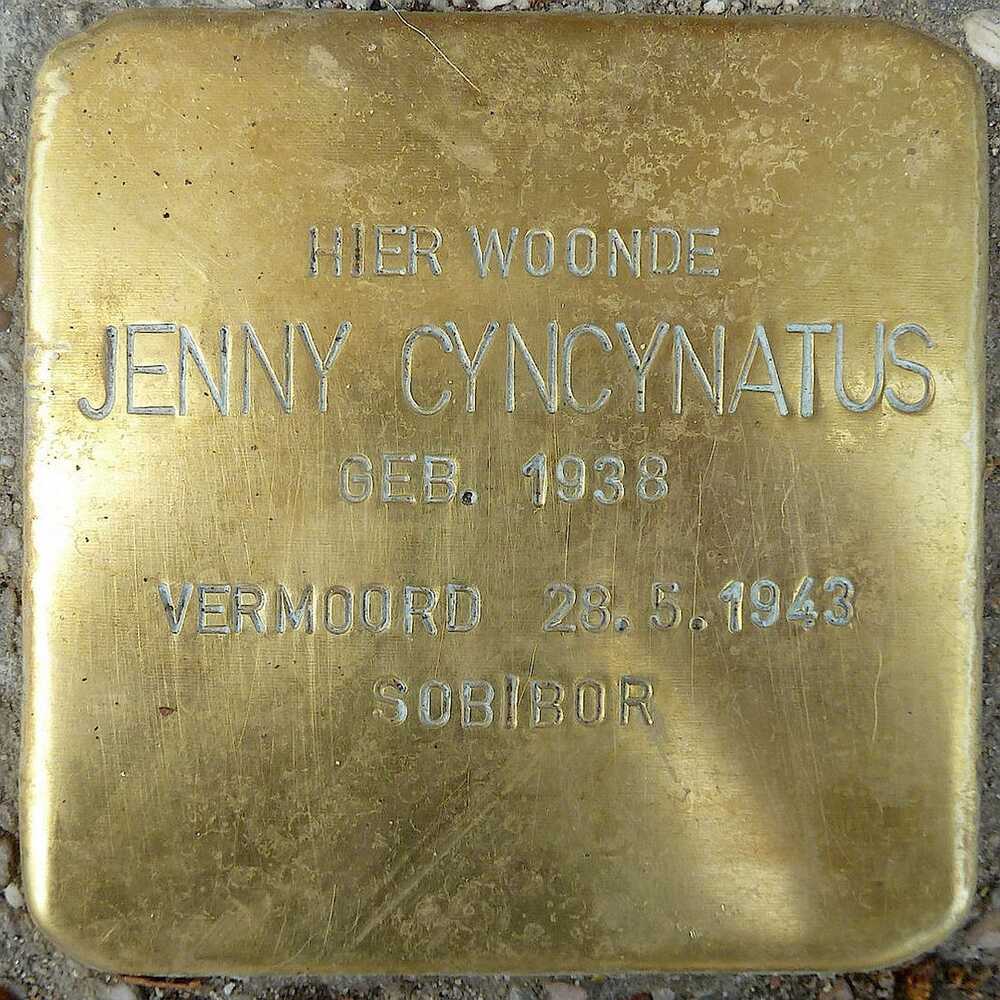 HIER WOONDE
JENNY CYNCYNATUS
GEB. 1938
VERMOORD 28.5.1943
SOBIBOR